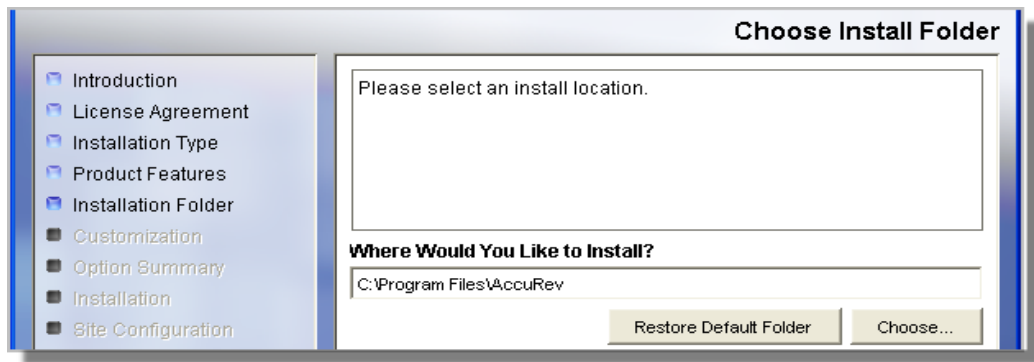 Choose Install Folder
Introduction
License Agreement
Installation Type
Product Features
Installation Folder
Customization
Option Summary
Installation
Site Configuration
Please select an install location.
Where Would You Like to Install?
C:\Program Files\AccuRev
Restore Default Folder
Choose...